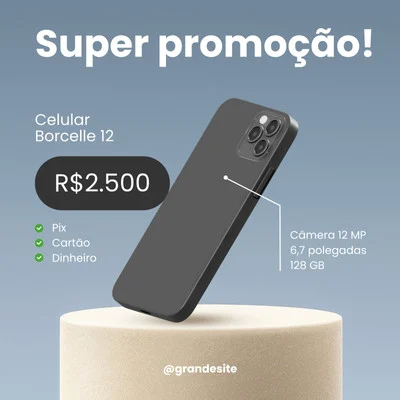 Super promoção!
Celular
Borcelle 12
R$2.500
Pix
Cartão
Dinheiro
Câmera 12 MP
6,7 polegadas
128 GB
@grandesite